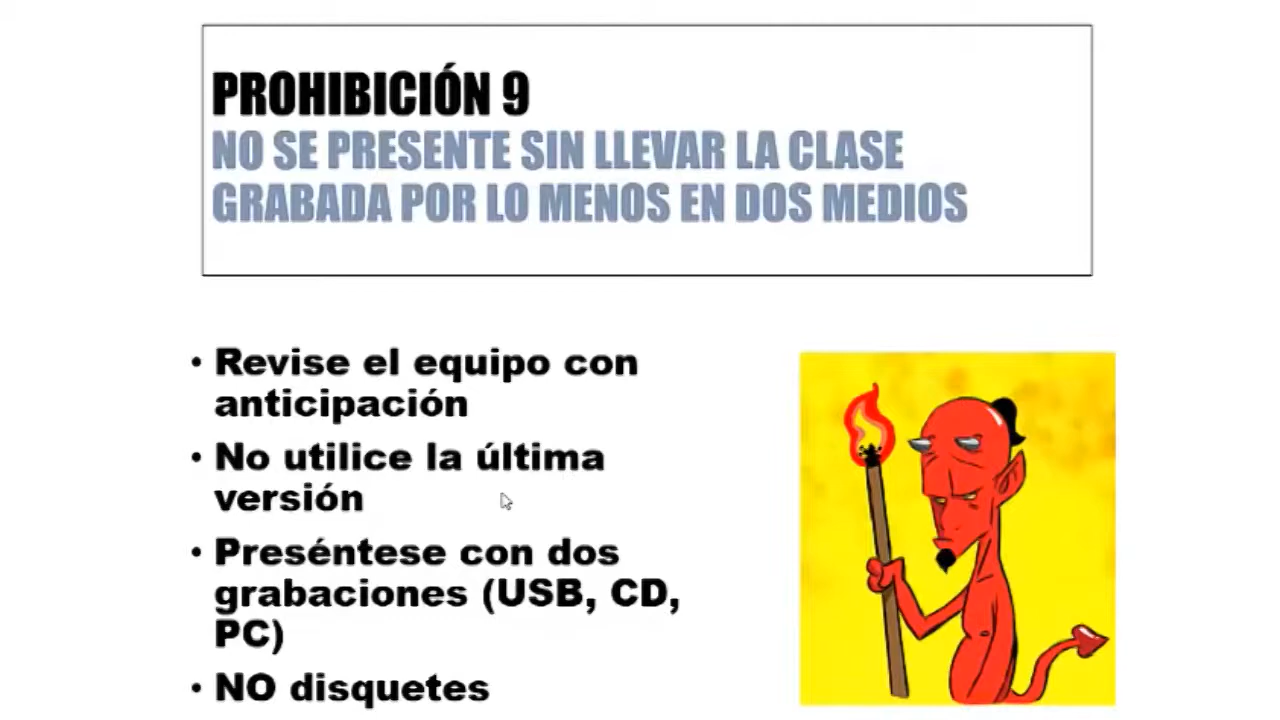 PROHIBICIÓN 9
NO SE PRESENTE SIN LLEVAR LA CLASE
GRABADA POR LO MENOS EN DOS MEDIOS
• Revise el equipo con
anticipación
• No utilice la última
versión
• Preséntese con dos
grabaciones (USB, CD,
PC)
• NO disquetes